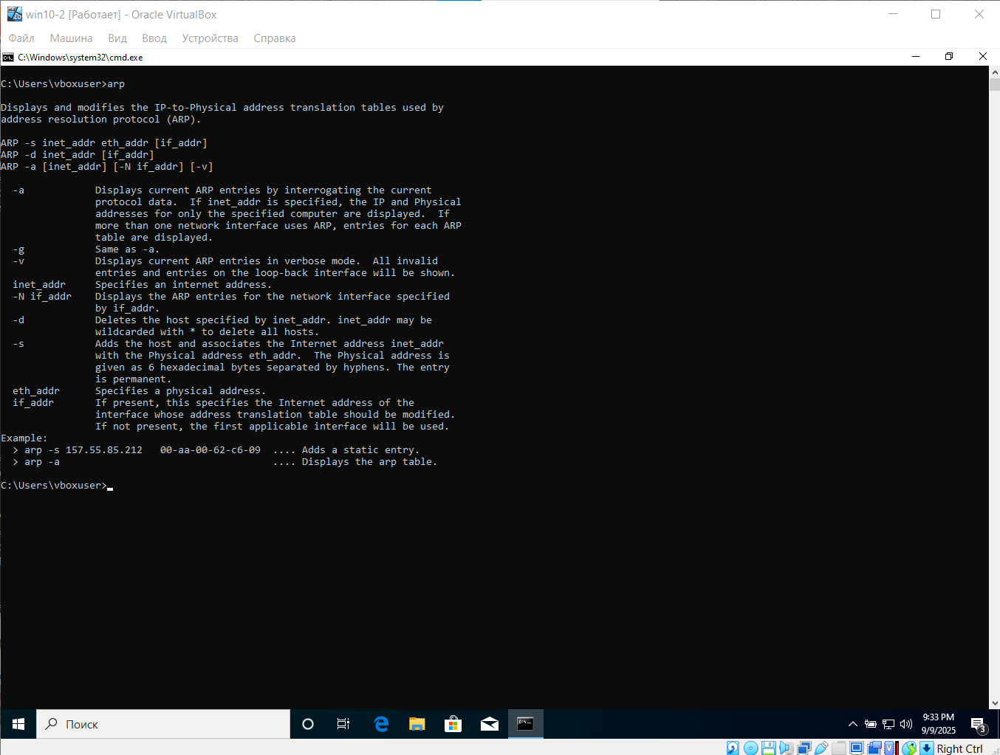 win10-2 [Работает] - Oracle VirtualBox
Файл Машина Вид Ввод Устройства Справка
C:\Windows\system32\cmd.exe
C:\Users\vboxuser>arp
Displays and modifies the IP-to-Physical address translation tables used by
address resolution protocol (ARP).
ARP -s inet_addr eth_addr [if_addr]
ARP -d inet_addr [if_addr]
ARP -a [inet_addr] [-N if_addr] [-v]
-a Displays current ARP entries by interrogating the current
protocol data. If inet_addr is specified, the IP and Physical
addresses for only the specified computer are displayed. If
more than one network interface uses ARP, entries for each ARP
table are displayed.
-g Same as -a.
-v Displays current ARP entries in verbose mode. All invalid
entries and entries on the loop-back interface will be shown.
inet_addr Specifies an internet address.
-N if_addr Displays the ARP entries for the network interface specified
by if_addr.
-d Deletes the host specified by inet_addr. inet_addr may be
wildcarded with * to delete all hosts.
-s Adds the host and associates the Internet address inet_addr
with the Physical address eth_addr. The Physical address is
given as 6 hexadecimal bytes separated by hyphens. The entry
is permanent.
eth_addr Specifies a physical address.
if_addr If present, this specifies the Internet address of the
interface whose address translation table should be modified.
If not present, the first applicable interface will be used.
Example:
> arp -s 157.55.85.212 00-aa-00-62-c6-09 .... Adds a static entry.
> arp -a .... Displays the arp table.
C:\Users\vboxuser>
Поиск
9:33 PM
9/9/2025
3
Right Ctrl